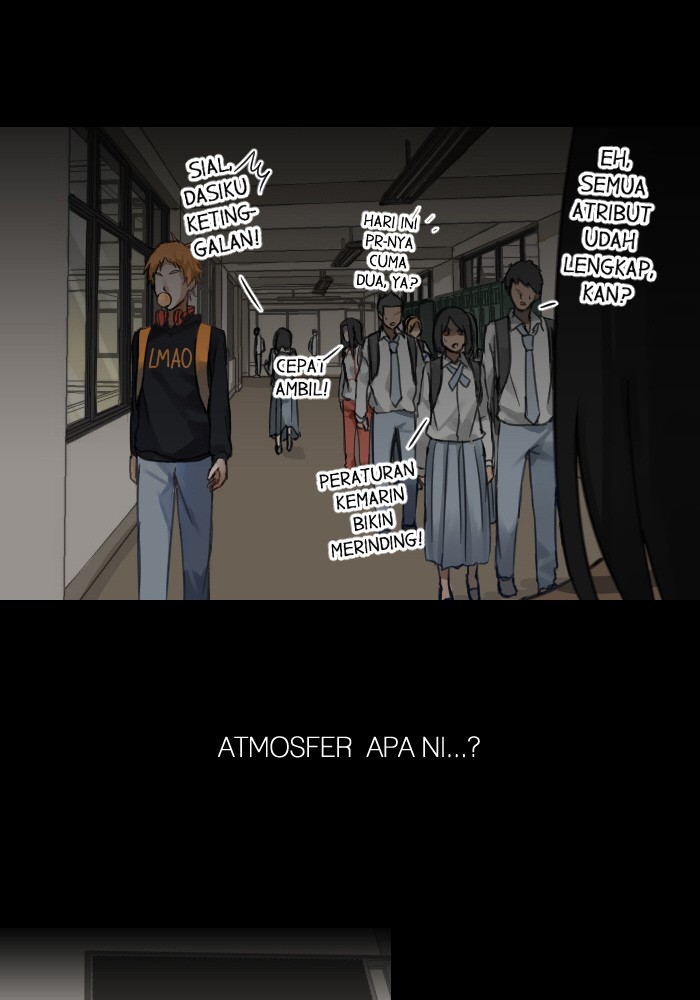 SIAL,
DASIKU
KETING-
GALAN!
HARI INI
PR-NYA
CUMA
DUA, YA?
EH,
SEMUA
ATRIBUT
UDAH
LENGKAP,
KAN?
LMAO
CEPAT
AMBIL!
PERATURAN
KEMARIN
BIKIN
MERINDING!
ATMOSFER APA NI...?